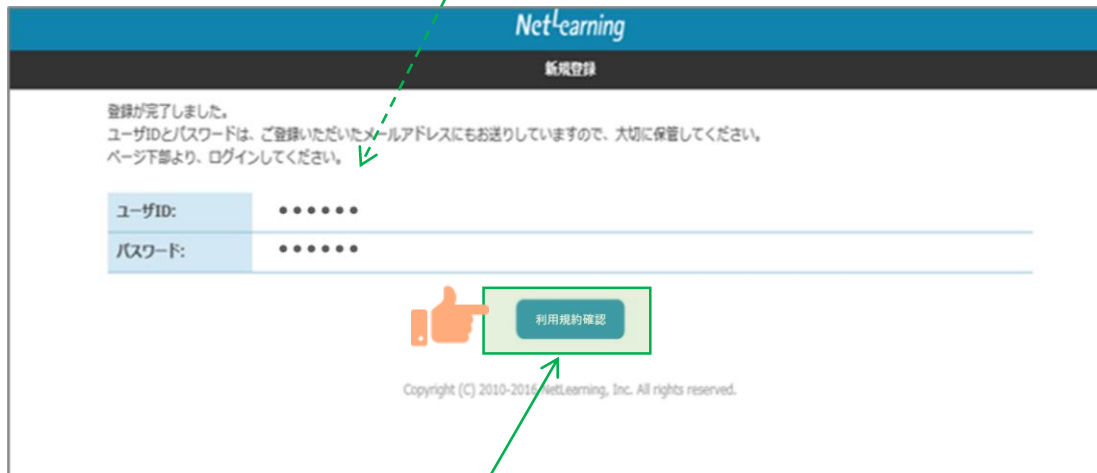 NetLearning
新規登録
登録が完了しました。
ユーザIDとパスワードは、ご登録いただいたメールアドレスにもお送りしていますので、大切に保管してください。
ページ下部より、ログインしてください。
ユーザID: ••••••
パスワード: ••••••
利用規約確認
Copyright (C) 2010-2016 NetLearning, Inc. All rights reserved.